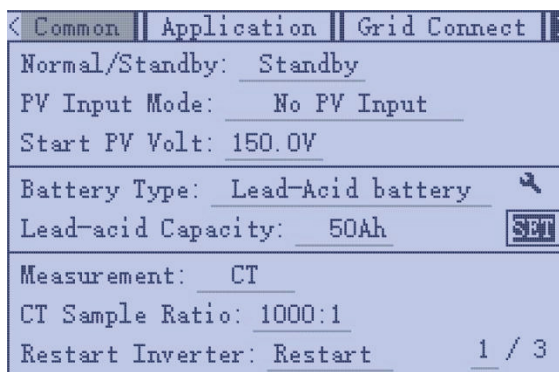 < Common Application Grid Connect
Normal/Standby: Standby
PV Input Mode: No PV Input
Start PV Volt: 150.0V
Battery Type: Lead-Acid battery
Lead-acid Capacity: 50Ah SET
Measurement: CT
CT Sample Ratio: 1000:1
Restart Inverter: Restart 1 / 3